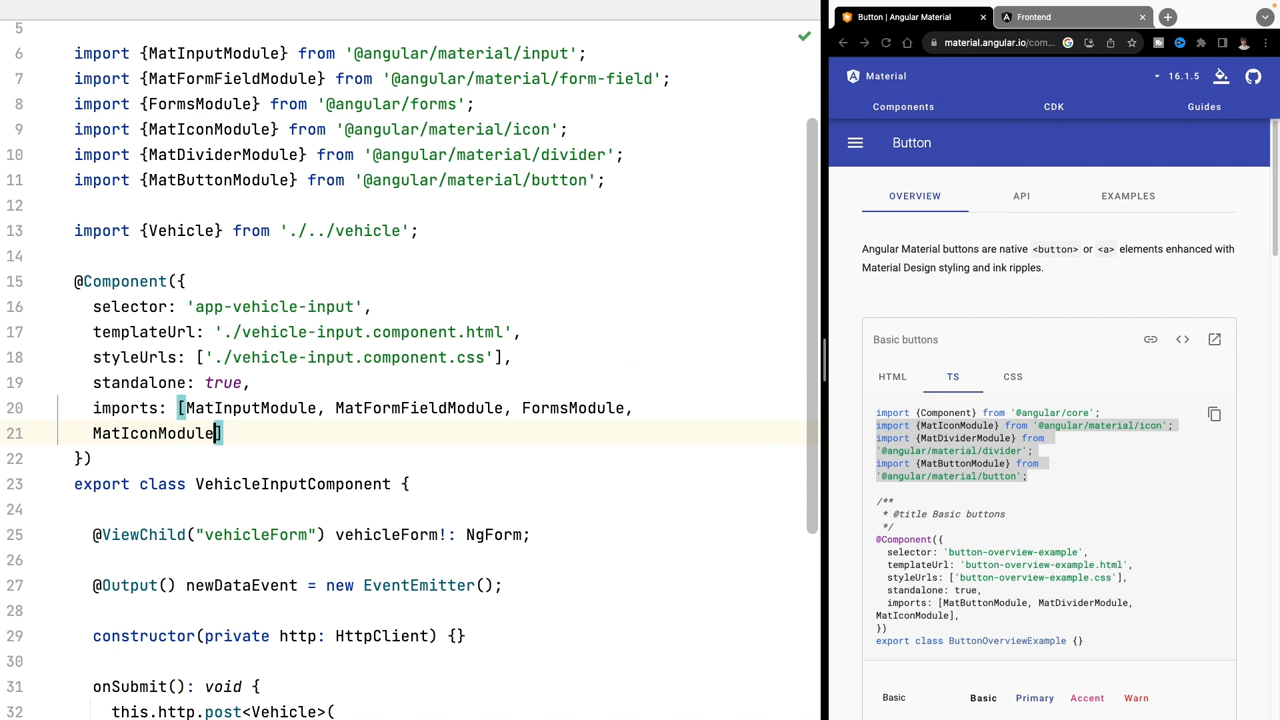 5
6 import {MatInputModule} from '@angular/material/input';
7 import {MatFormFieldModule} from '@angular/material/form-field';
8 import {FormsModule} from '@angular/forms';
9 import {MatIconModule} from '@angular/material/icon';
10 import {MatDividerModule} from '@angular/material/divider';
11 import {MatButtonModule} from '@angular/material/button';
12
13 import {Vehicle} from './../vehicle';
14
15 @Component({
16 selector: 'app-vehicle-input',
17 templateUrl: './vehicle-input.component.html',
18 styleUrls: ['./vehicle-input.component.css'],
19 standalone: true,
20 imports: [MatInputModule, MatFormFieldModule, FormsModule,
21 MatIconModule]
22 })
23 export class VehicleInputComponent {
24
25 @ViewChild("vehicleForm") vehicleForm!: NgForm;
26
27 @Output() newDataEvent = new EventEmitter();
28
29 constructor(private http: HttpClient) {}
30
31 onSubmit(): void {
32 this.http.post<Vehicle>(
Button | Angular Material
Frontend
material.angular.io/com...
Material
16.1.5
Components
CDK
Guides
Button
OVERVIEW
API
EXAMPLES
Angular Material buttons are native <button> or <a> elements enhanced with
Material Design styling and ink ripples.
Basic buttons
HTML
TS
CSS
import {Component} from '@angular/core';
import {MatIconModule} from '@angular/material/icon';
import {MatDividerModule} from
'@angular/material/divider';
import {MatButtonModule} from
'@angular/material/button';
/**
* @title Basic buttons
*/
@Component({
selector: 'button-overview-example',
templateUrl: 'button-overview-example.html',
styleUrls: ['button-overview-example.css'],
standalone: true,
imports: [MatButtonModule, MatDividerModule,
MatIconModule],
})
export class ButtonOverviewExample {}
Basic
Basic
Primary
Accent
Warn